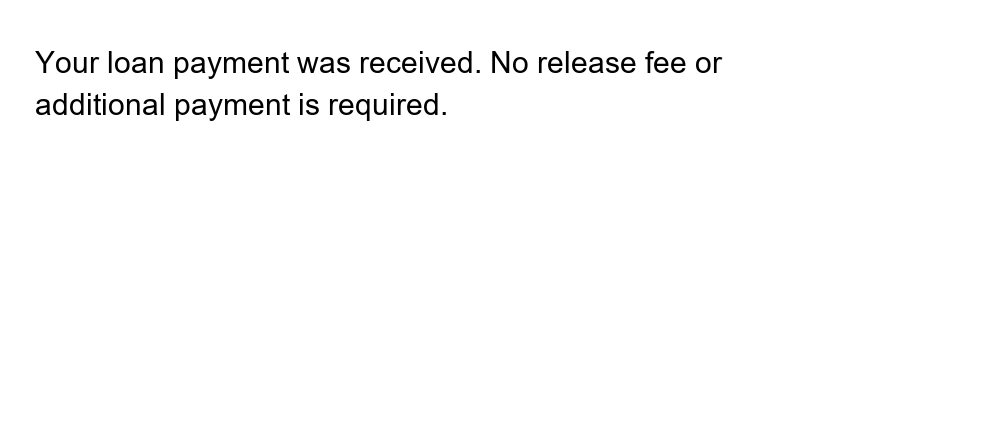 Your loan payment was received. No release fee or
additional payment is required.